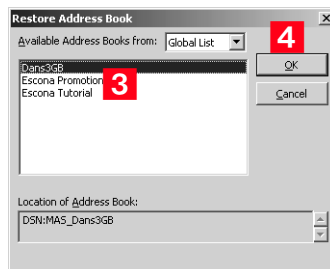 Restore Address Book
Available Address Books from: Global List
4
OK
Dans3GB
Escona Promotion
3
Escona Tutorial
Cancel
Location of Address Book:
DSN:MAS_Dans3GB